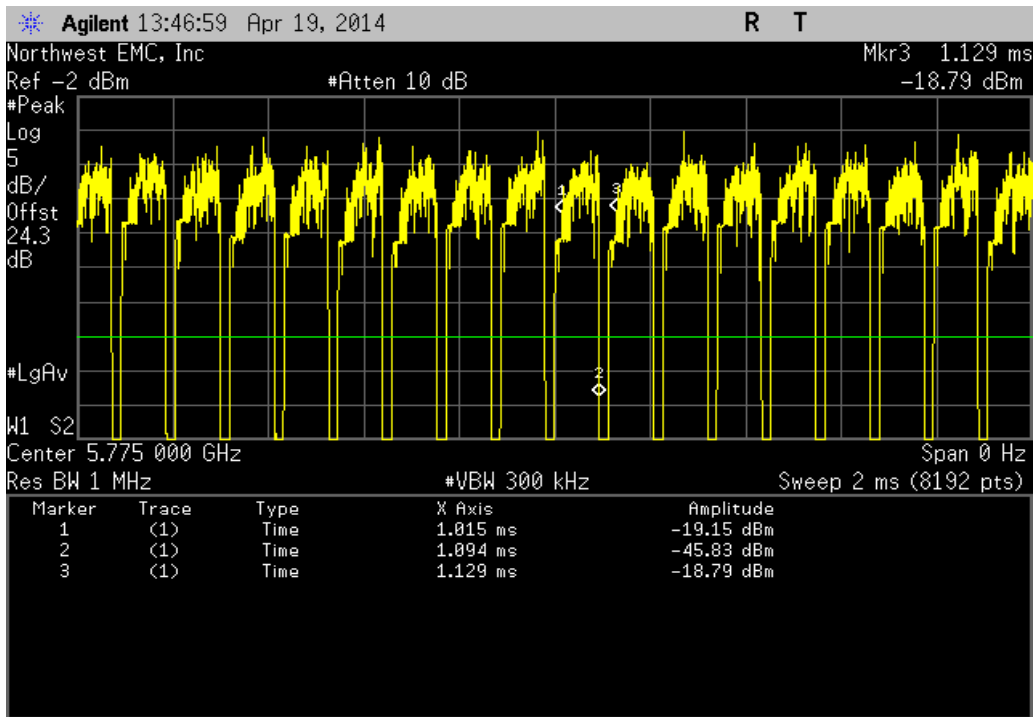 Agilent 13:46:59 Apr 19, 2014 R T
Northwest EMC, Inc Mkr3 1.129 ms
Ref -2 dBm #Atten 10 dB -18.79 dBm
#Peak
Log
5
dB/
Offst
24.3
dB
1 3
2
#LgAv
W1 S2
Center 5.775 000 GHz Span 0 Hz
Res BW 1 MHz #VBW 300 kHz Sweep 2 ms (8192 pts)
Marker Trace Type X Axis Amplitude
1 (1) Time 1.015 ms -19.15 dBm
2 (1) Time 1.094 ms -45.83 dBm
3 (1) Time 1.129 ms -18.79 dBm